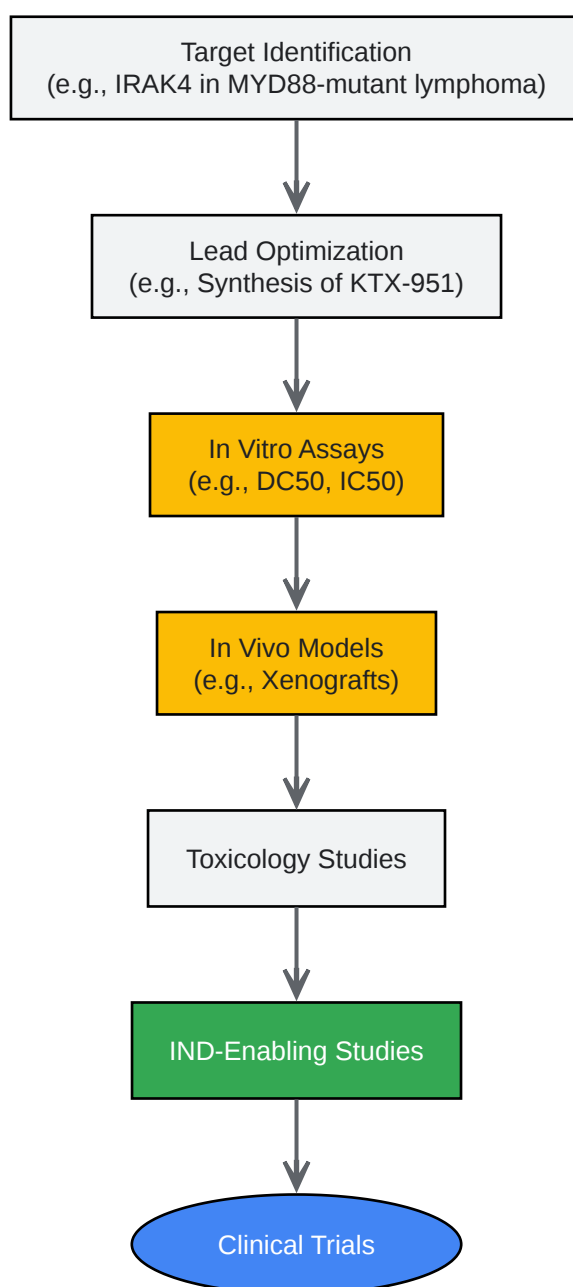 Target Identification
(e.g., IRAK4 in MYD88-mutant lymphoma)
Lead Optimization
(e.g., Synthesis of KTX-951)
In Vitro Assays
(e.g., DC50, IC50)
In Vivo Models
(e.g., Xenografts)
Toxicology Studies
IND-Enabling Studies
Clinical Trials